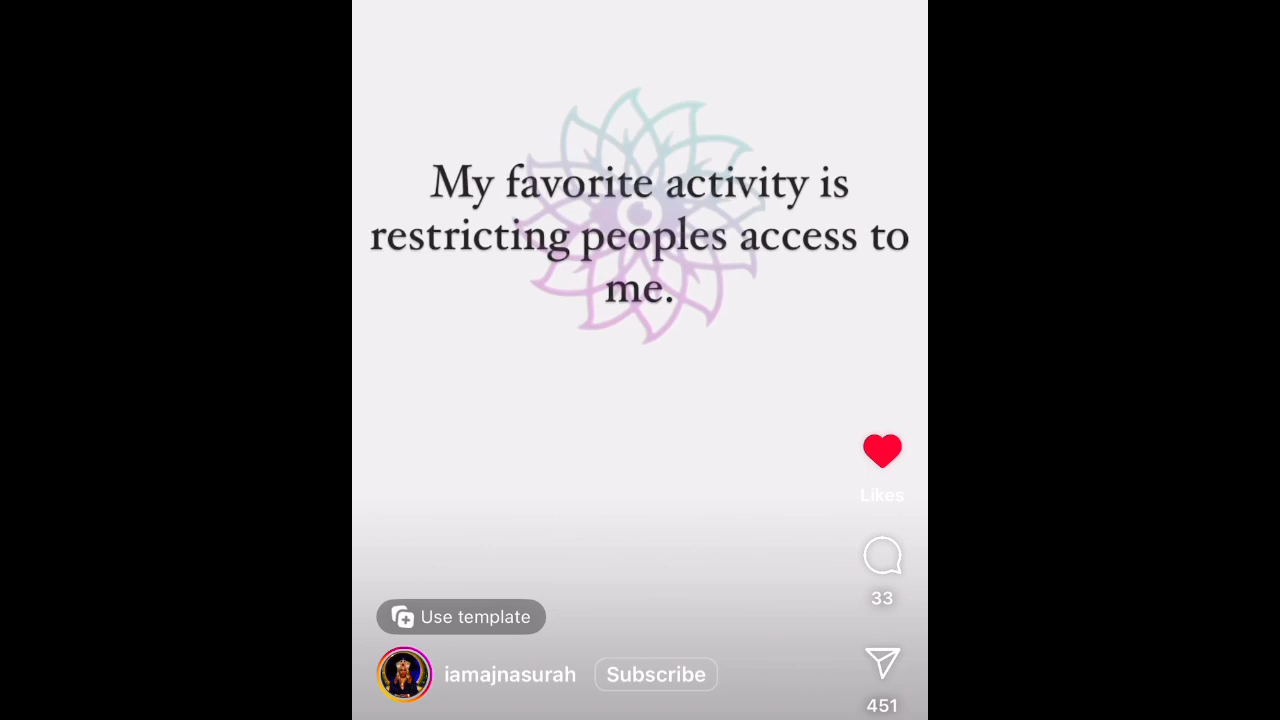 My favorite activity is
restricting peoples access to
me.
Likes
33
Use template
iamajnasurah Subscribe
451